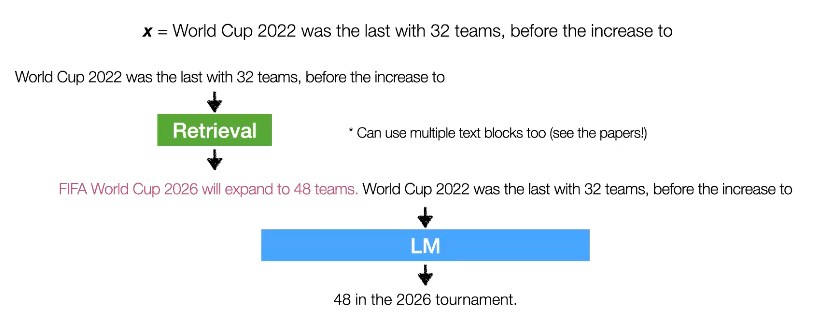 x = World Cup 2022 was the last with 32 teams, before the increase to
World Cup 2022 was the last with 32 teams, before the increase to
Retrieval
* Can use multiple text blocks too (see the papers!)
FIFA World Cup 2026 will expand to 48 teams. World Cup 2022 was the last with 32 teams, before the increase to
LM
48 in the 2026 tournament.